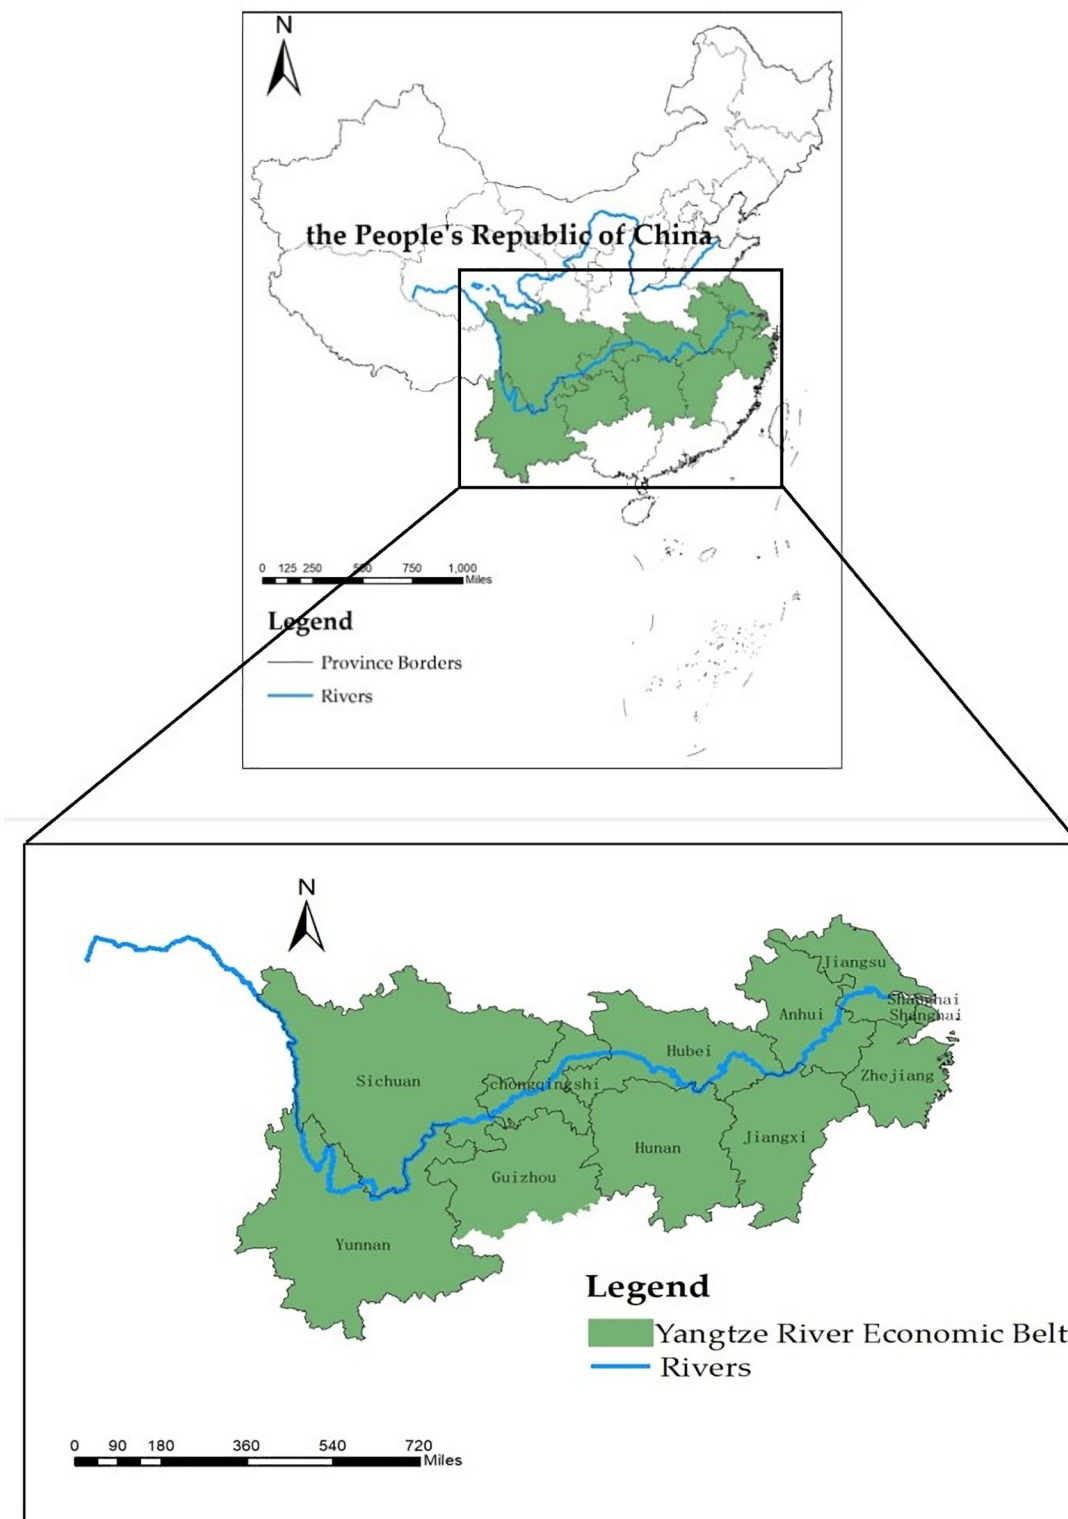 N
the People's Republic of China
0 125 250 500 750 1,000
Miles
Legend
Province Borders
Rivers
N
Jiangsu
Shanghai
Anhui
Shanghai
Hubei
Zhejiang
Sichuan
chongqingshi
Jiangxi
Hunan
Guizhou
Yunnan
Legend
Yangtze River Economic Belt
Rivers
0 90 180 360 540 720
Miles